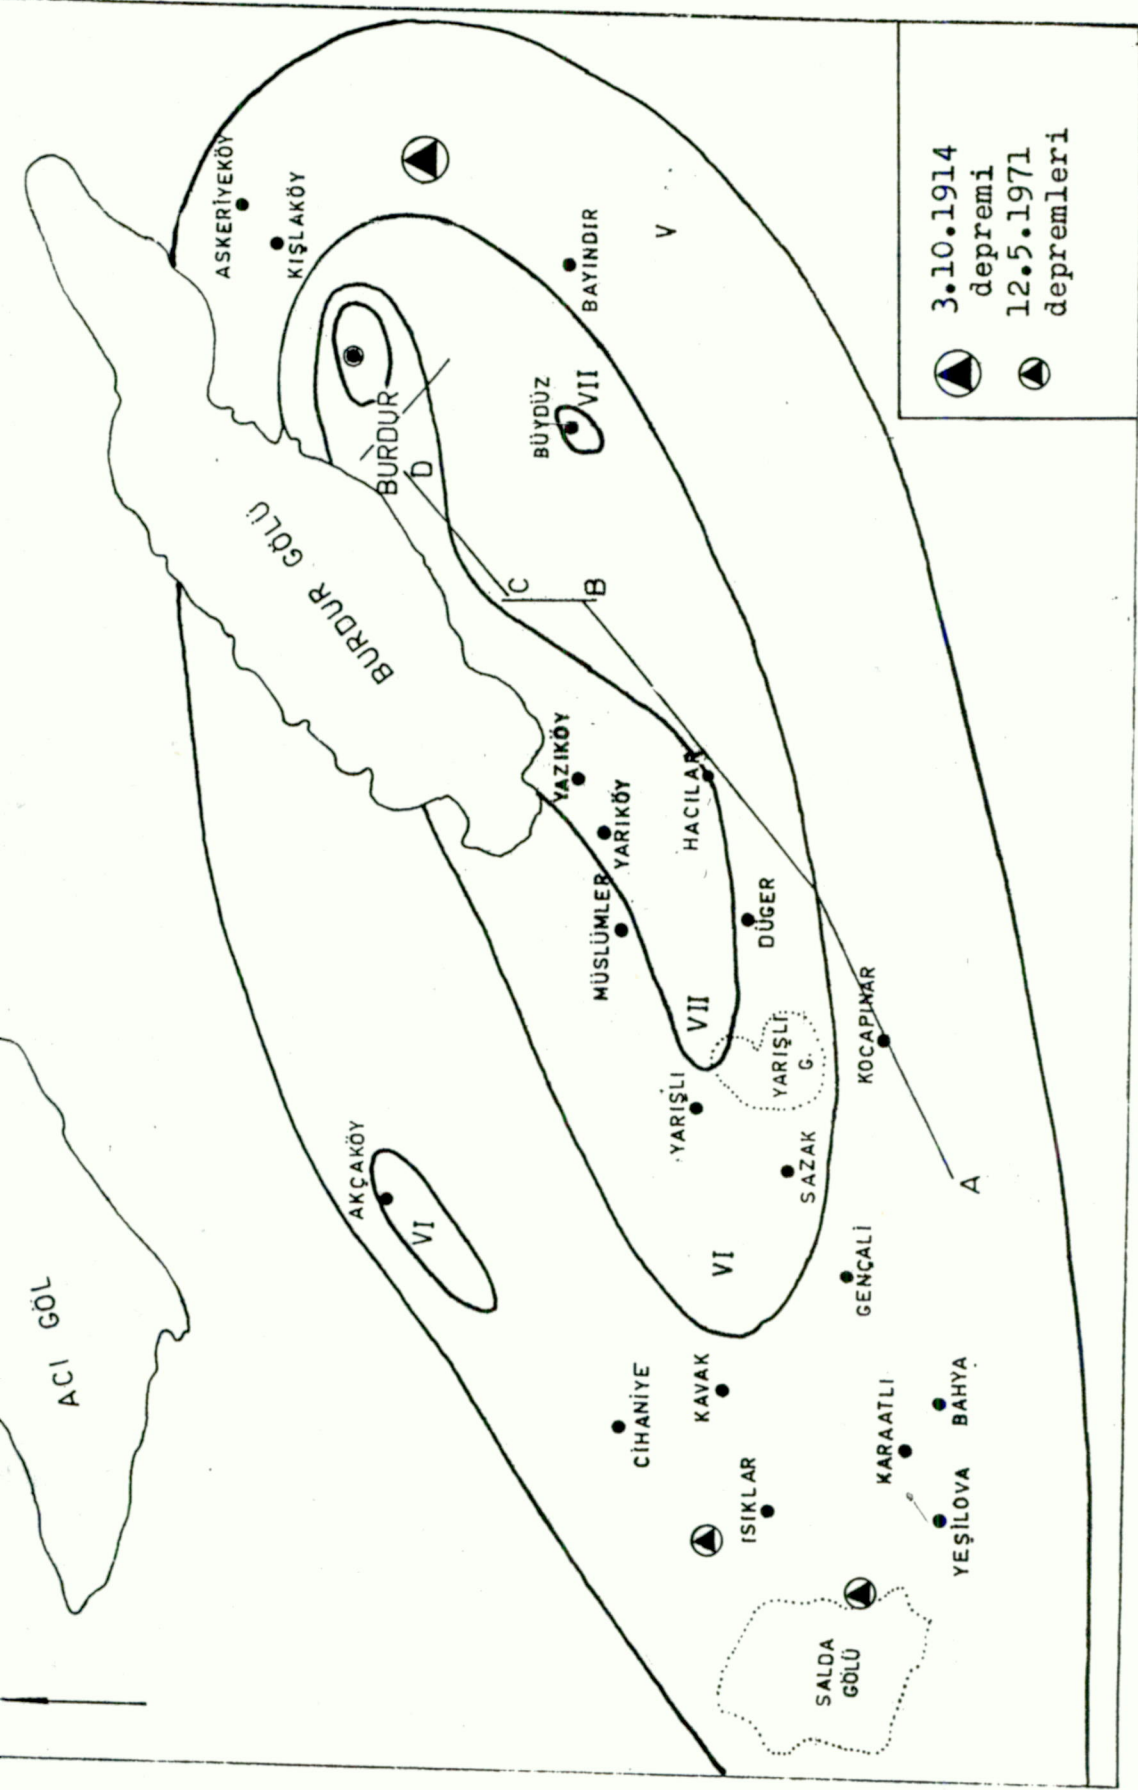 ACI GÖL
ASKERİYEKÖY
KIŞLAKÖY
BURDUR GÖLÜ
BURDUR
D
BAYINDIR
V
BÜYDÜZ
VII
C
B
YAZIKÖY
YARIKÖY
HACILAR
MÜSLÜMLER
DÜGER
VII
YARIŞLI
G.
KOCAPINAR
YARIŞLI
SAZAK
A
AKÇAKÖY
VI
VI
GENÇALİ
CİHANİYE
KAVAK
KARAATLI
BAHYA
ISIKLAR
YEŞİLOVA
SALDA
GÖLÜ
3.10.1914
depremi
12.5.1971
depremleri